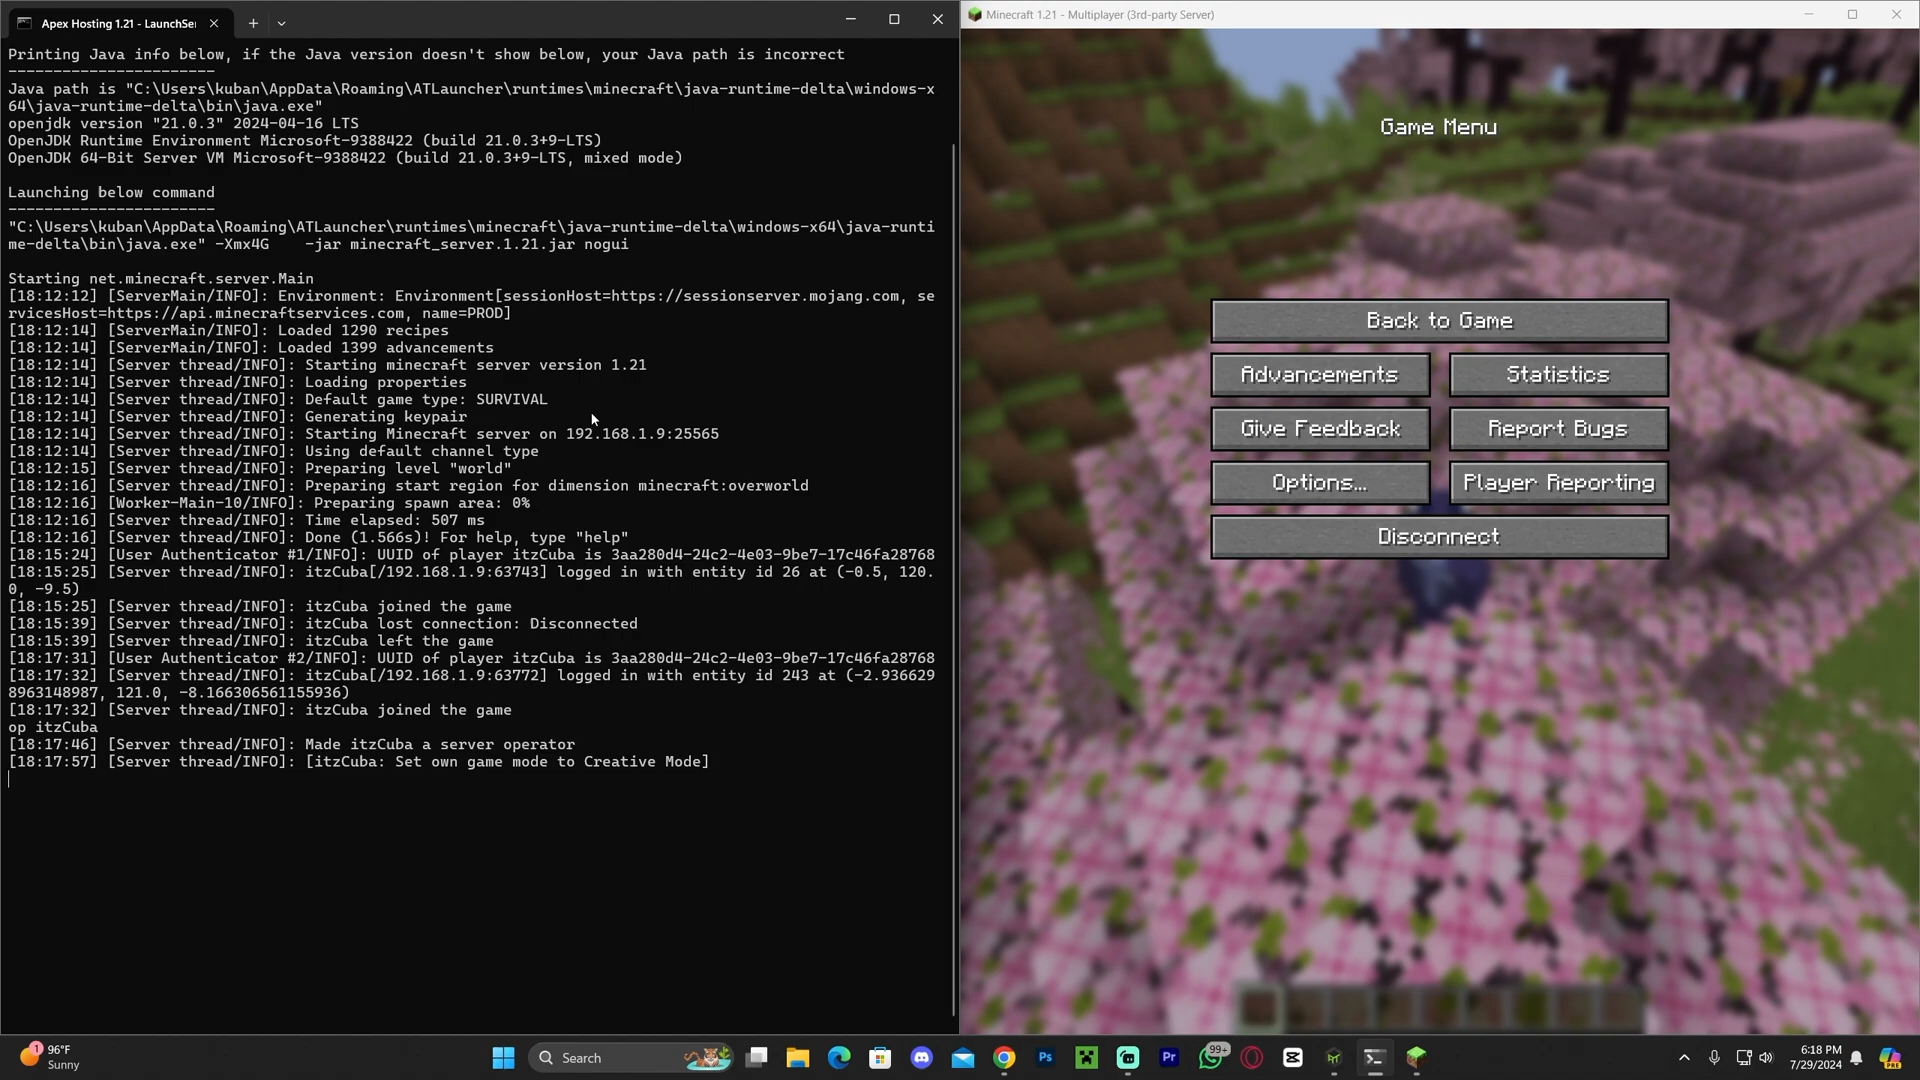 Apex Hosting 1.21 - LaunchSer
Minecraft 1.21 - Multiplayer (3rd-party Server)
Printing Java info below, if the Java version doesn't show below, your Java path is incorrect
-----------------------
Java path is "C:\Users\kuban\AppData\Roaming\ATLauncher\runtimes\minecraft\java-runtime-delta\windows-x
64\java-runtime-delta\bin\java.exe"
openjdk version "21.0.3" 2024-04-16 LTS
OpenJDK Runtime Environment Microsoft-9388422 (build 21.0.3+9-LTS)
OpenJDK 64-Bit Server VM Microsoft-9388422 (build 21.0.3+9-LTS, mixed mode)
Launching below command
-----------------------
"C:\Users\kuban\AppData\Roaming\ATLauncher\runtimes\minecraft\java-runtime-delta\windows-x64\java-runti
me-delta\bin\java.exe" -Xmx4G    -jar minecraft_server.1.21.jar nogui
Starting net.minecraft.server.Main
[18:12:12] [ServerMain/INFO]: Environment: Environment[sessionHost=https://sessionserver.mojang.com, se
rvicesHost=https://api.minecraftservices.com, name=PROD]
[18:12:14] [ServerMain/INFO]: Loaded 1290 recipes
[18:12:14] [ServerMain/INFO]: Loaded 1399 advancements
[18:12:14] [Server thread/INFO]: Starting minecraft server version 1.21
[18:12:14] [Server thread/INFO]: Loading properties
[18:12:14] [Server thread/INFO]: Default game type: SURVIVAL
[18:12:14] [Server thread/INFO]: Generating keypair
[18:12:14] [Server thread/INFO]: Starting Minecraft server on 192.168.1.9:25565
[18:12:14] [Server thread/INFO]: Using default channel type
[18:12:15] [Server thread/INFO]: Preparing level "world"
[18:12:16] [Server thread/INFO]: Preparing start region for dimension minecraft:overworld
[18:12:16] [Worker-Main-10/INFO]: Preparing spawn area: 0%
[18:12:16] [Server thread/INFO]: Time elapsed: 507 ms
[18:12:16] [Server thread/INFO]: Done (1.566s)! For help, type "help"
[18:15:24] [User Authenticator #1/INFO]: UUID of player itzCuba is 3aa280d4-24c2-4e03-9be7-17c46fa28768
[18:15:25] [Server thread/INFO]: itzCuba[/192.168.1.9:63743] logged in with entity id 26 at (-0.5, 120.
0, -9.5)
[18:15:25] [Server thread/INFO]: itzCuba joined the game
[18:15:39] [Server thread/INFO]: itzCuba lost connection: Disconnected
[18:15:39] [Server thread/INFO]: itzCuba left the game
[18:17:31] [User Authenticator #2/INFO]: UUID of player itzCuba is 3aa280d4-24c2-4e03-9be7-17c46fa28768
[18:17:32] [Server thread/INFO]: itzCuba[/192.168.1.9:63772] logged in with entity id 243 at (-2.936629
8963148987, 121.0, -8.166306561155936)
[18:17:32] [Server thread/INFO]: itzCuba joined the game
op itzCuba
[18:17:46] [Server thread/INFO]: Made itzCuba a server operator
[18:17:57] [Server thread/INFO]: [itzCuba: Set own game mode to Creative Mode]
Game Menu
Back to Game
Advancements
Statistics
Give Feedback
Report Bugs
Options...
Player Reporting
Disconnect
1
96°F
Sunny
Search
Ps
Pr
99+
6:18 PM
7/29/2024
PRE